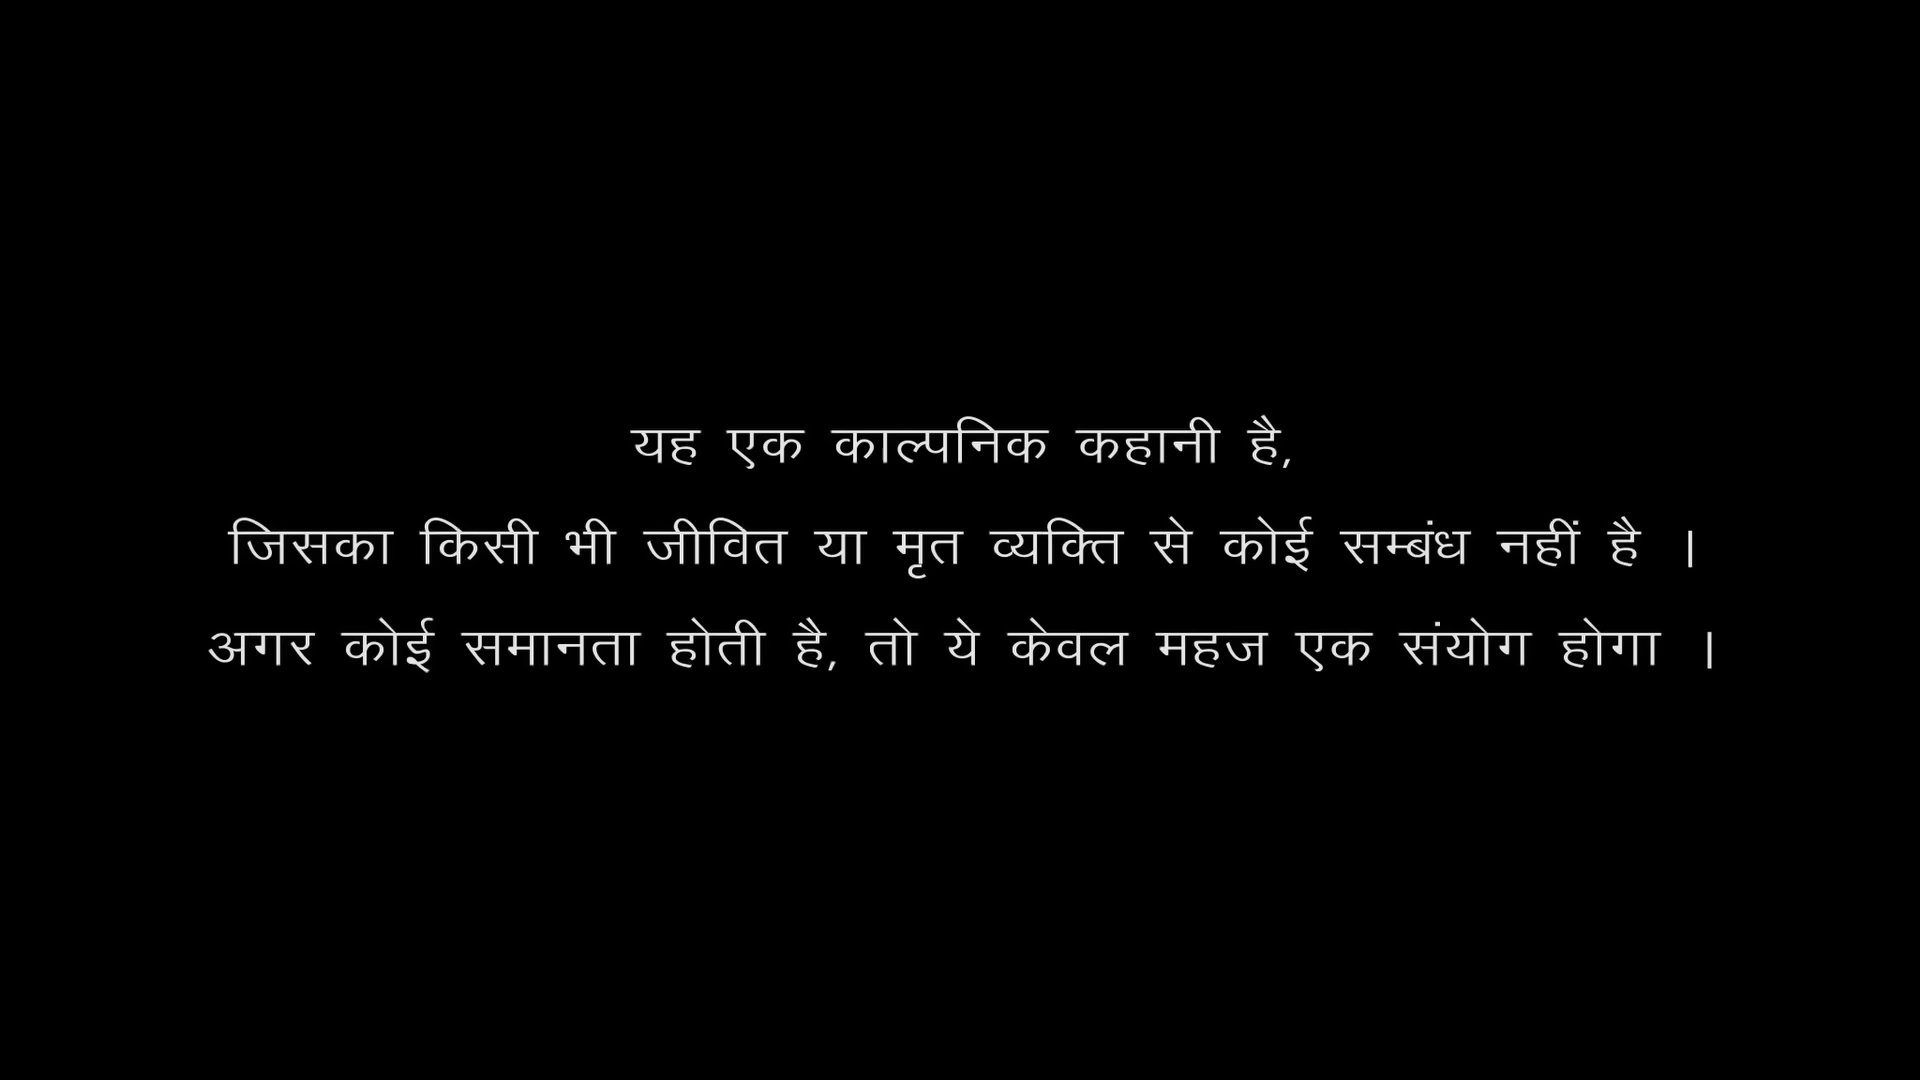 यह एक काल्पनिक कहानी है,
जिसका किसी भी जीवित या मृत व्यक्ति से कोई सम्बंध नहीं है ।
अगर कोई समानता होती है, तो ये केवल महज एक संयोग होगा ।